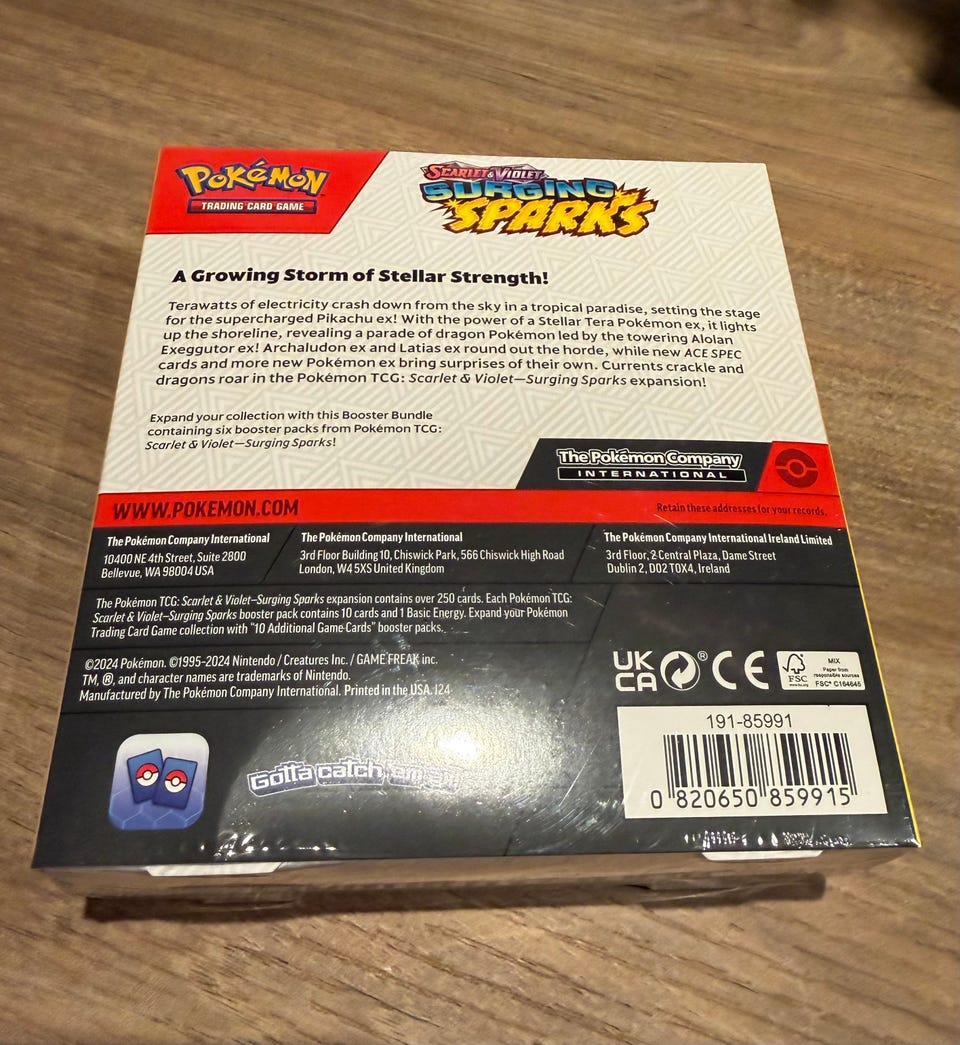 Pokémon
TRADING CARD GAME
SCARLET & VIOLET
SURGING
SPARKS
A Growing Storm of Stellar Strength!
Terawatts of electricity crash down from the sky in a tropical paradise, setting the stage
for the supercharged Pikachu ex! With the power of a Stellar Tera Pokémon ex, it lights
up the shoreline, revealing a parade of dragon Pokémon led by the towering Alolan
Exeggutor ex! Archaludon ex and Latias ex round out the horde, while new ACE SPEC
cards and more new Pokémon ex bring surprises of their own. Currents crackle and
dragons roar in the Pokémon TCG: Scarlet & Violet—Surging Sparks expansion!
Expand your collection with this Booster Bundle
containing six booster packs from Pokémon TCG:
Scarlet & Violet—Surging Sparks!
The Pokémon Company
INTERNATIONAL
WWW.POKEMON.COM
Retain these addresses for your records.
The Pokémon Company International
10400 NE 4th Street, Suite 2800
Bellevue, WA 98004 USA
The Pokémon Company International
3rd Floor Building 10, Chiswick Park, 566 Chiswick High Road
London, W4 5XS United Kingdom
The Pokémon Company International Ireland Limited
3rd Floor, 2 Central Plaza, Dame Street
Dublin 2, D02 T0X4, Ireland
The Pokémon TCG: Scarlet & Violet–Surging Sparks expansion contains over 250 cards. Each Pokémon TCG:
Scarlet & Violet–Surging Sparks booster pack contains 10 cards and 1 Basic Energy. Expand your Pokémon
Trading Card Game collection with "10 Additional Game Cards" booster packs.
©2024 Pokémon. ©1995-2024 Nintendo / Creatures Inc. / GAME FREAK inc.
TM, ®, and character names are trademarks of Nintendo.
Manufactured by The Pokémon Company International. Printed in the USA. I24
UK
CA
®
CE
FSC
www.fsc.org
MIX
Paper from
responsible sources
FSC® C164645
Gotta catch 'em all!
191-85991
0 820650 859915